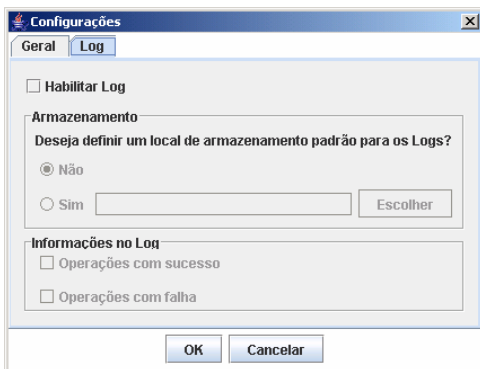 Configurações
Geral Log
Habilitar Log
Armazenamento
Deseja definir um local de armazenamento padrão para os Logs?
Não
Sim Escolher
Informações no Log
Operações com sucesso
Operações com falha
OK Cancelar